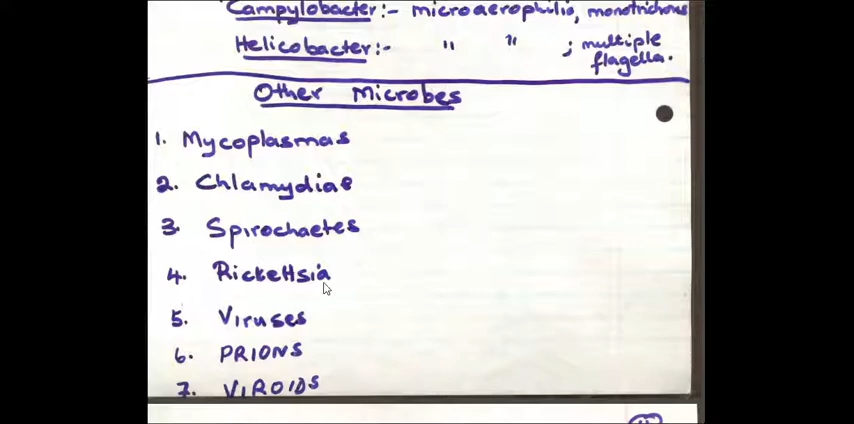 Campylobacter:- microaerophilic, monotrichous
Helicobacter:- " " ; multiple
flagella.
Other Microbes
1. Mycoplasmas
2. Chlamydiae
3. Spirochaetes
4. Rickettsia
5. Viruses
6. PRIONS
7. VIROIDS